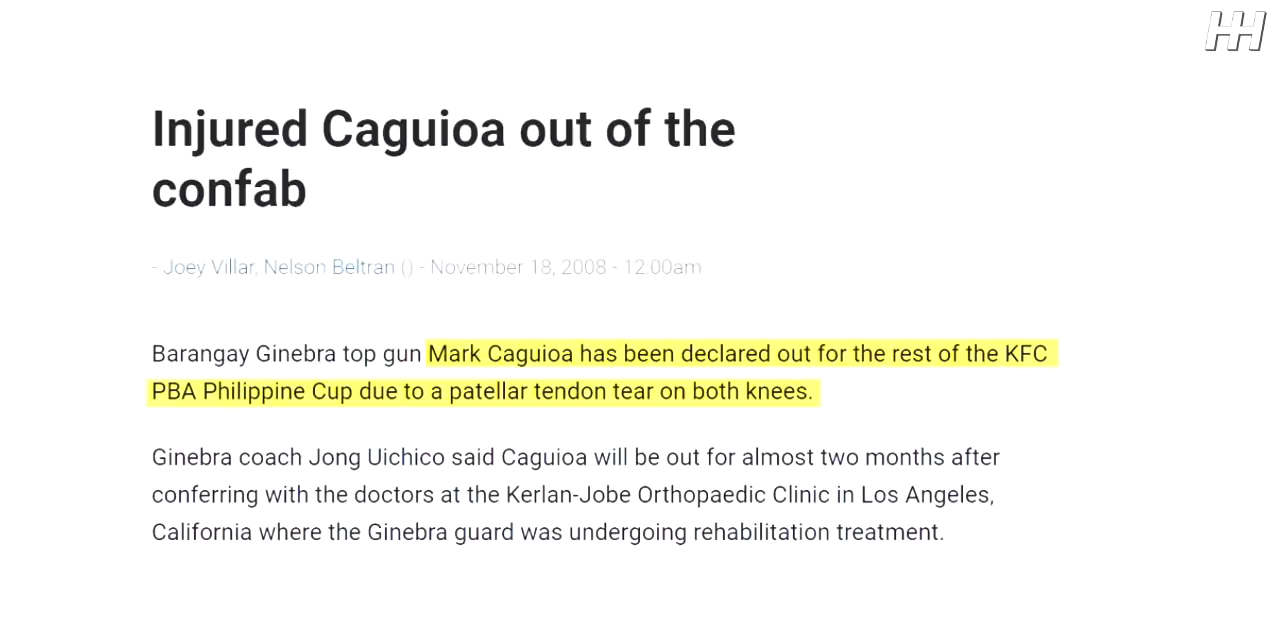 HH
Injured Caguioa out of the
confab
- Joey Villar, Nelson Beltran () - November 18, 2008 - 12:00am
Barangay Ginebra top gun Mark Caguioa has been declared out for the rest of the KFC
PBA Philippine Cup due to a patellar tendon tear on both knees.
Ginebra coach Jong Uichico said Caguioa will be out for almost two months after
conferring with the doctors at the Kerlan-Jobe Orthopaedic Clinic in Los Angeles,
California where the Ginebra guard was undergoing rehabilitation treatment.